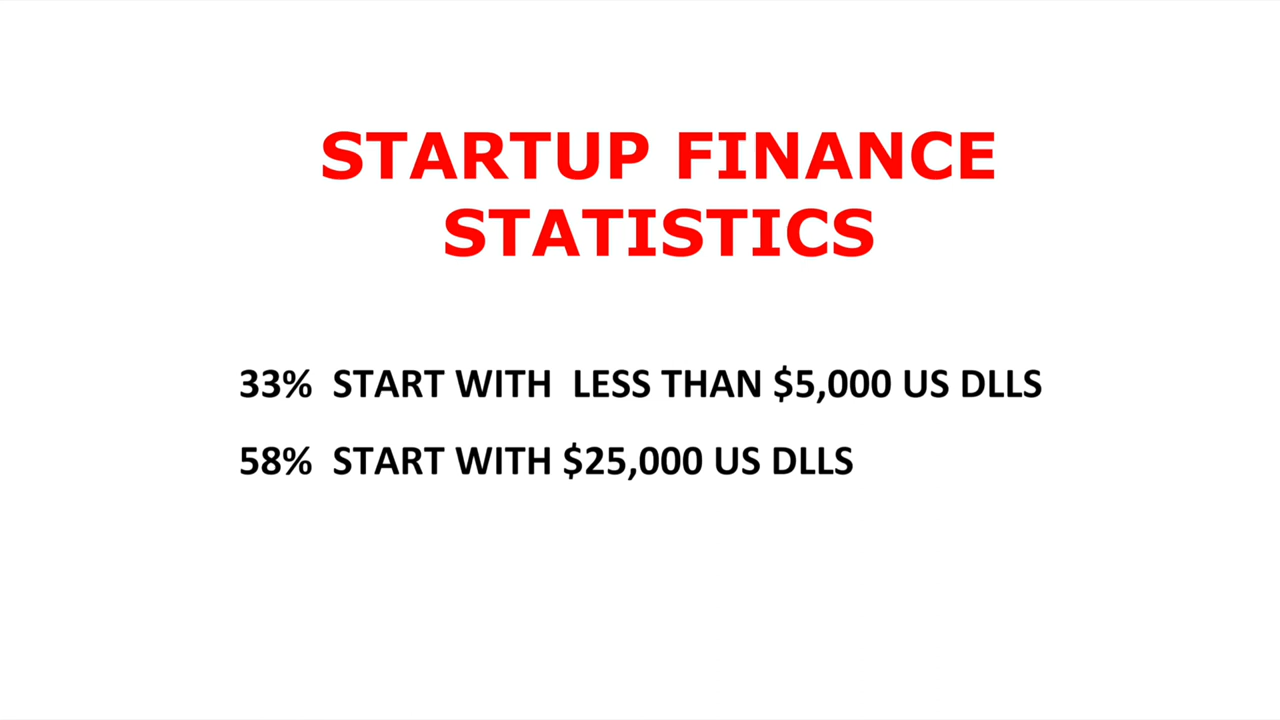 STARTUP FINANCE
STATISTICS
33% START WITH LESS THAN $5,000 US DLLS
58% START WITH $25,000 US DLLS